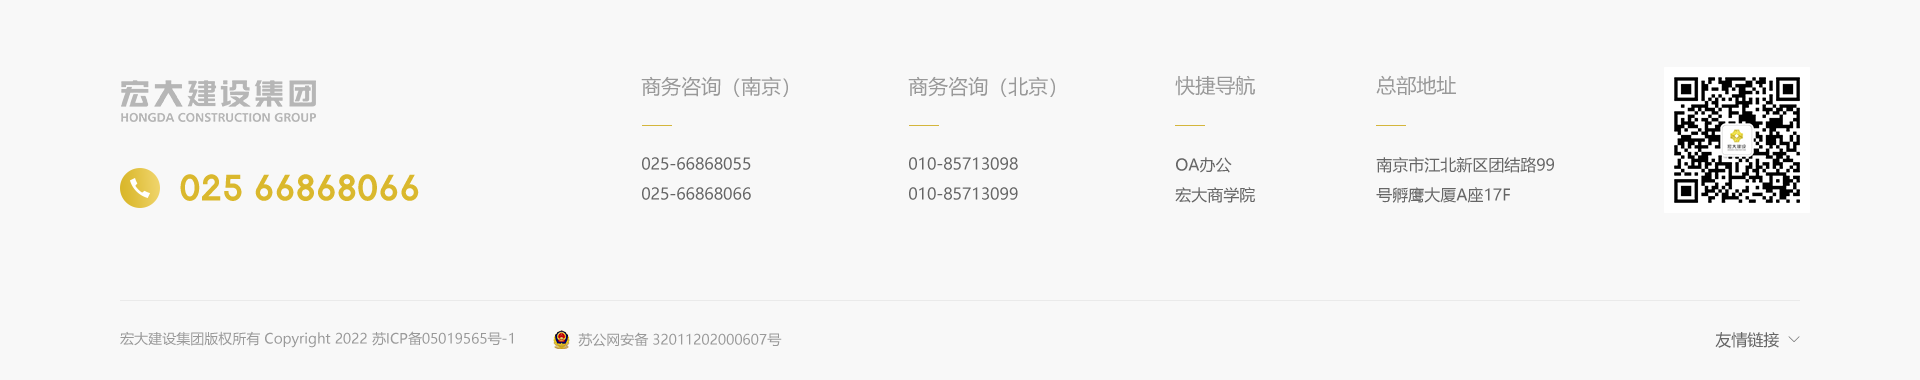 宏大建设集团
HONGDA CONSTRUCTION GROUP
025 66868066
商务咨询（南京）
025-66868055
025-66868066
商务咨询（北京）
010-85713098
010-85713099
快捷导航
OA办公
宏大商学院
总部地址
南京市江北新区团结路99
号孵鹰大厦A座17F
宏大建设
宏大建设集团版权所有 Copyright 2022 苏ICP备05019565号-1
苏公网安备 32011202000607号
友情链接